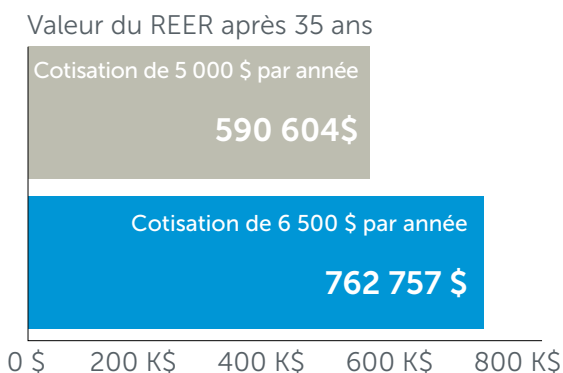 Valeur du REER après 35 ans
Cotisation de 5 000 $ par année
590 604$
Cotisation de 6 500 $ par année
762 757 $
0 $ 200 K$ 400 K$ 600 K$ 800 K$